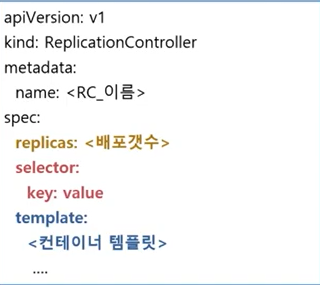 apiVersion: v1
kind: ReplicationController
metadata:
  name: <RC_이름>
spec:
  replicas: <배포갯수>
  selector:
    key: value
  template:
    <컨테이너 템플릿>
    ....